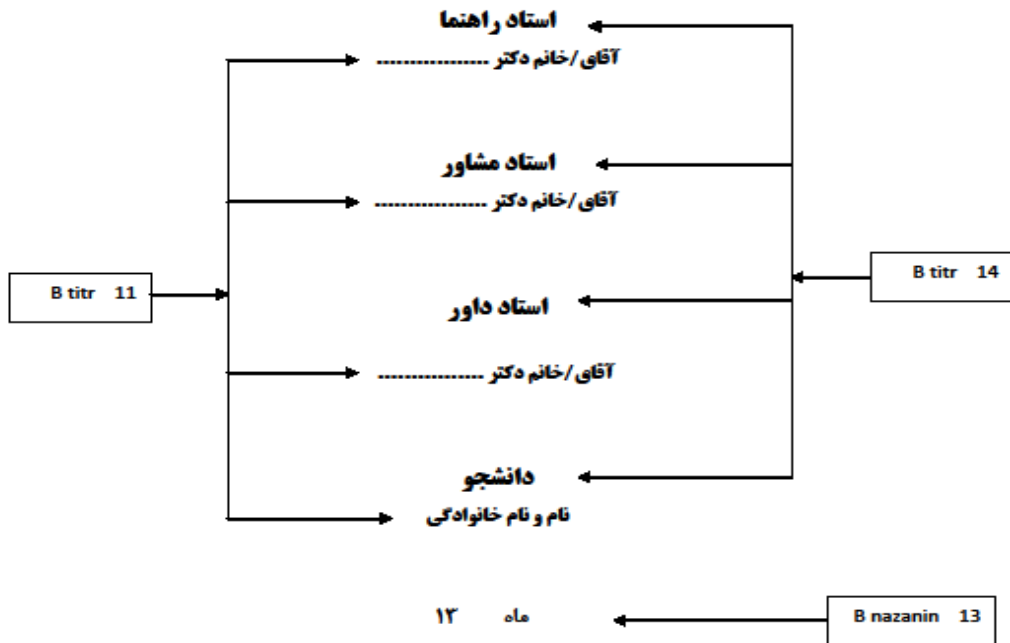 استاد راهنما
آقای/خانم دکتر .................
استاد مشاور
آقای/خانم دکتر .................
B titr 14
B titr 11
استاد داور
آقای/خانم دکتر ................
دانشجو
نام و نام خانوادگی
ماه ۱۳
B nazanin 13